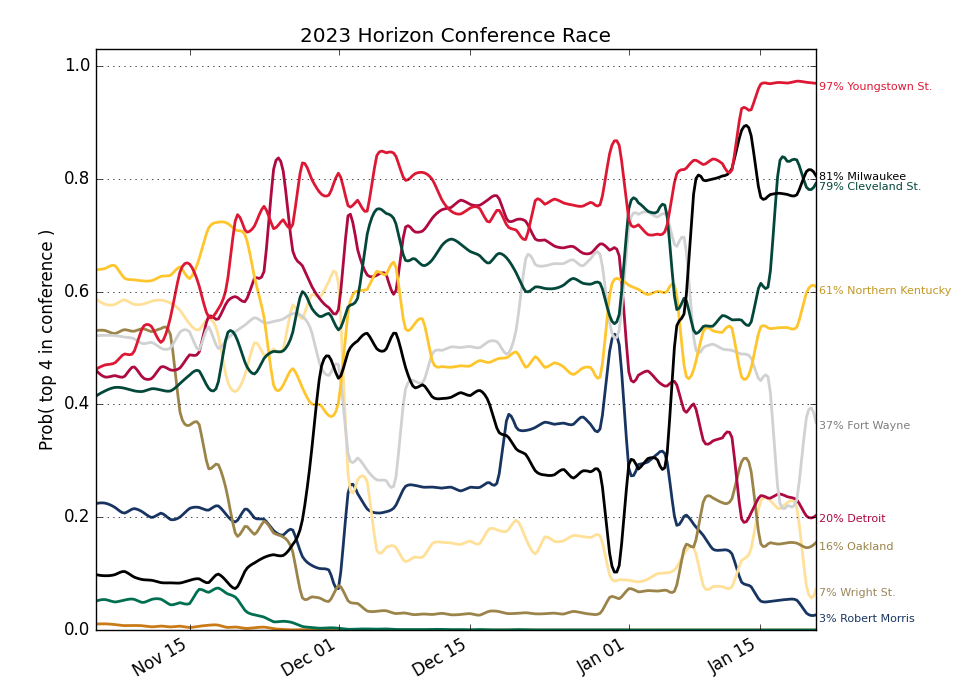 2023 Horizon Conference Race
Prob( top 4 in conference )
1.0
0.8
0.6
0.4
0.2
0.0
Nov 15
Dec 01
Dec 15
Jan 01
Jan 15
97% Youngstown St.
81% Milwaukee
79% Cleveland St.
61% Northern Kentucky
37% Fort Wayne
20% Detroit
16% Oakland
7% Wright St.
3% Robert Morris